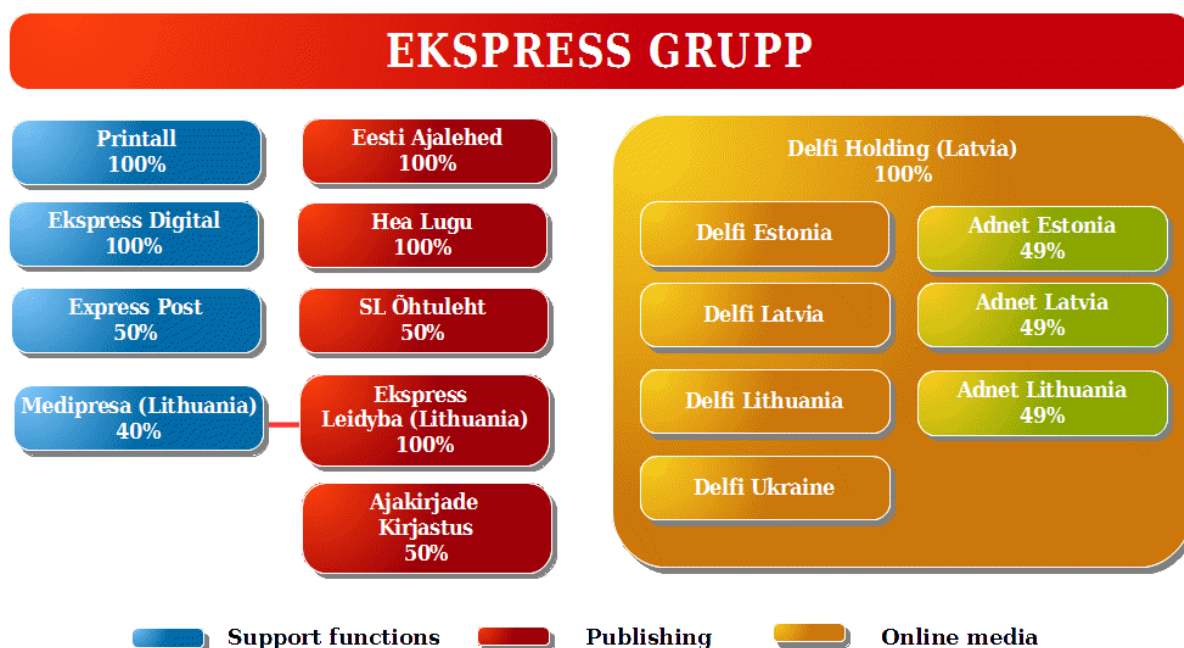 EKSPRESS GRUPP
Printall
100%
Ekspress Digital
100%
Express Post
50%
Medipresa (Lithuania)
40%
Eesti Ajalehed
100%
Hea Lugu
100%
SL Õhtuleht
50%
Ekspress
Leidyba (Lithuania)
100%
Ajakirjade
Kirjastus
50%
Delfi Holding (Latvia)
100%
Delfi Estonia
Delfi Latvia
Delfi Lithuania
Delfi Ukraine
Adnet Estonia
49%
Adnet Latvia
49%
Adnet Lithuania
49%
Support functions
Publishing
Online media